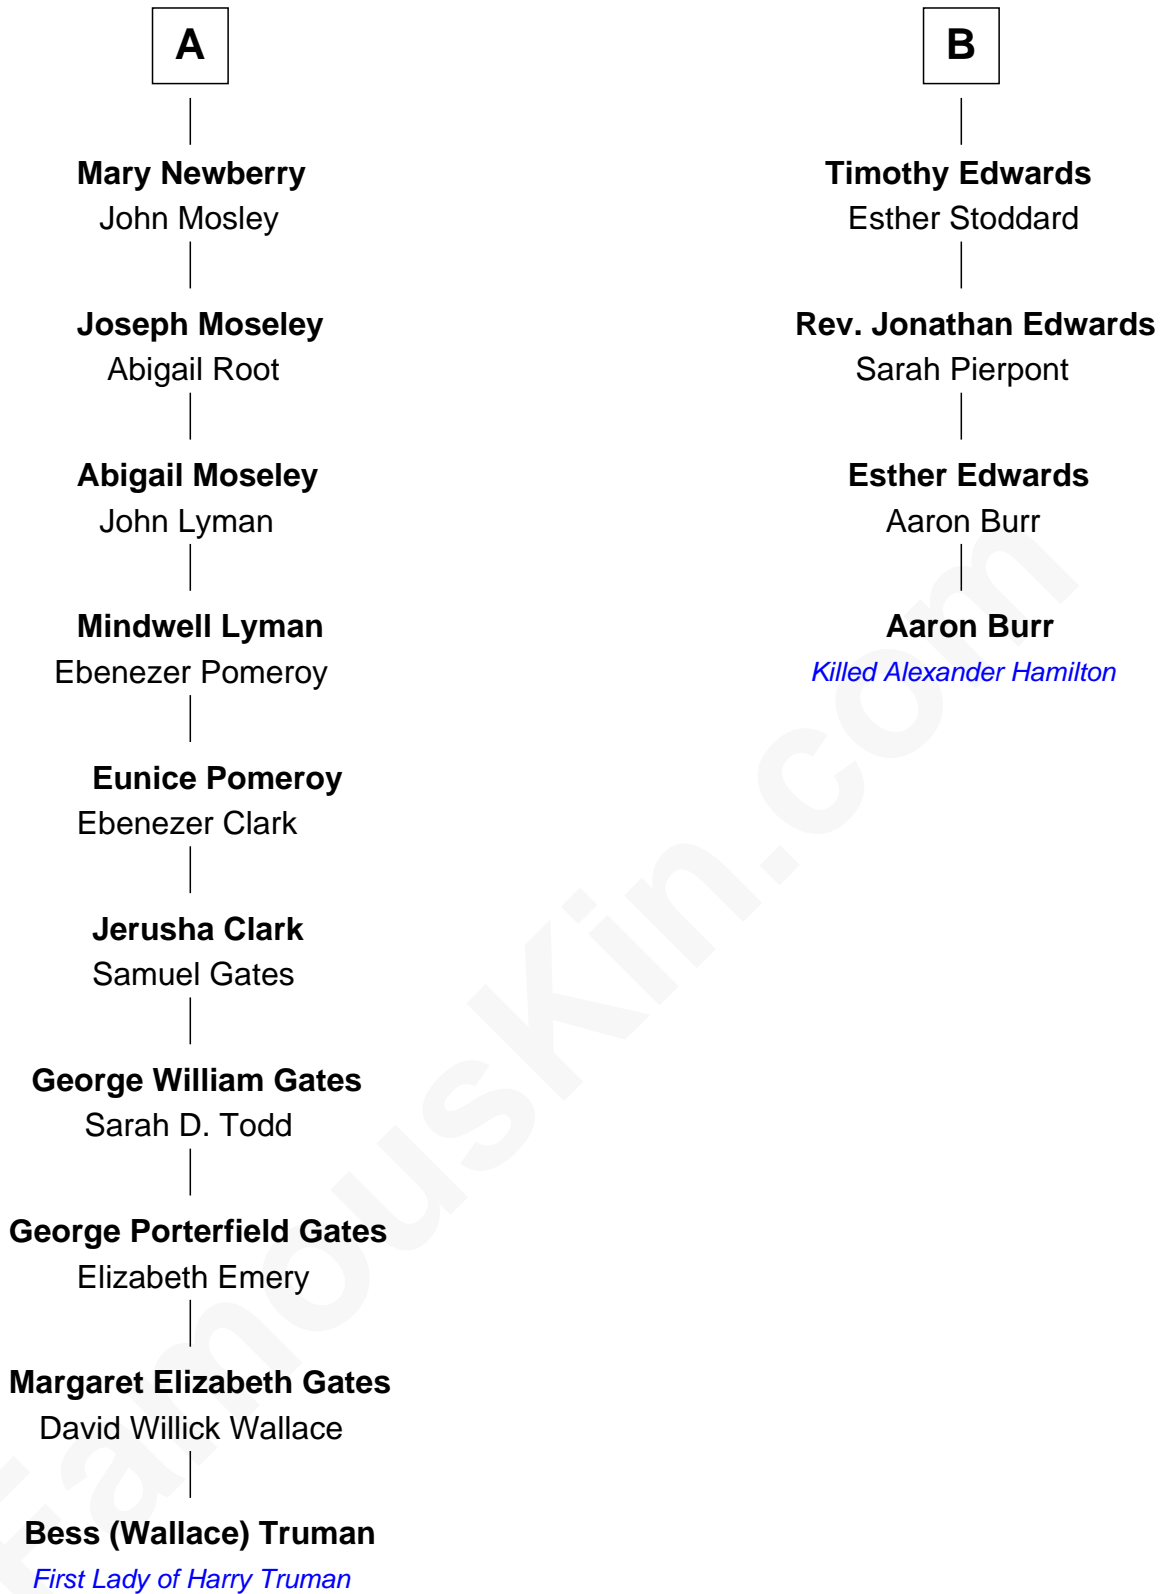 A
Mary Newberry
John Mosley
Joseph Moseley
Abigail Root
Abigail Moseley
John Lyman
Mindwell Lyman
Ebenezer Pomeroy
Eunice Pomeroy
Ebenezer Clark
Jerusha Clark
Samuel Gates
George William Gates
Sarah D. Todd
George Porterfield Gates
Elizabeth Emery
Margaret Elizabeth Gates
David Willick Wallace
Bess (Wallace) Truman
First Lady of Harry Truman
B
Timothy Edwards
Esther Stoddard
Rev. Jonathan Edwards
Sarah Pierpont
Esther Edwards
Aaron Burr
Aaron Burr
Killed Alexander Hamilton
FamousKin.com